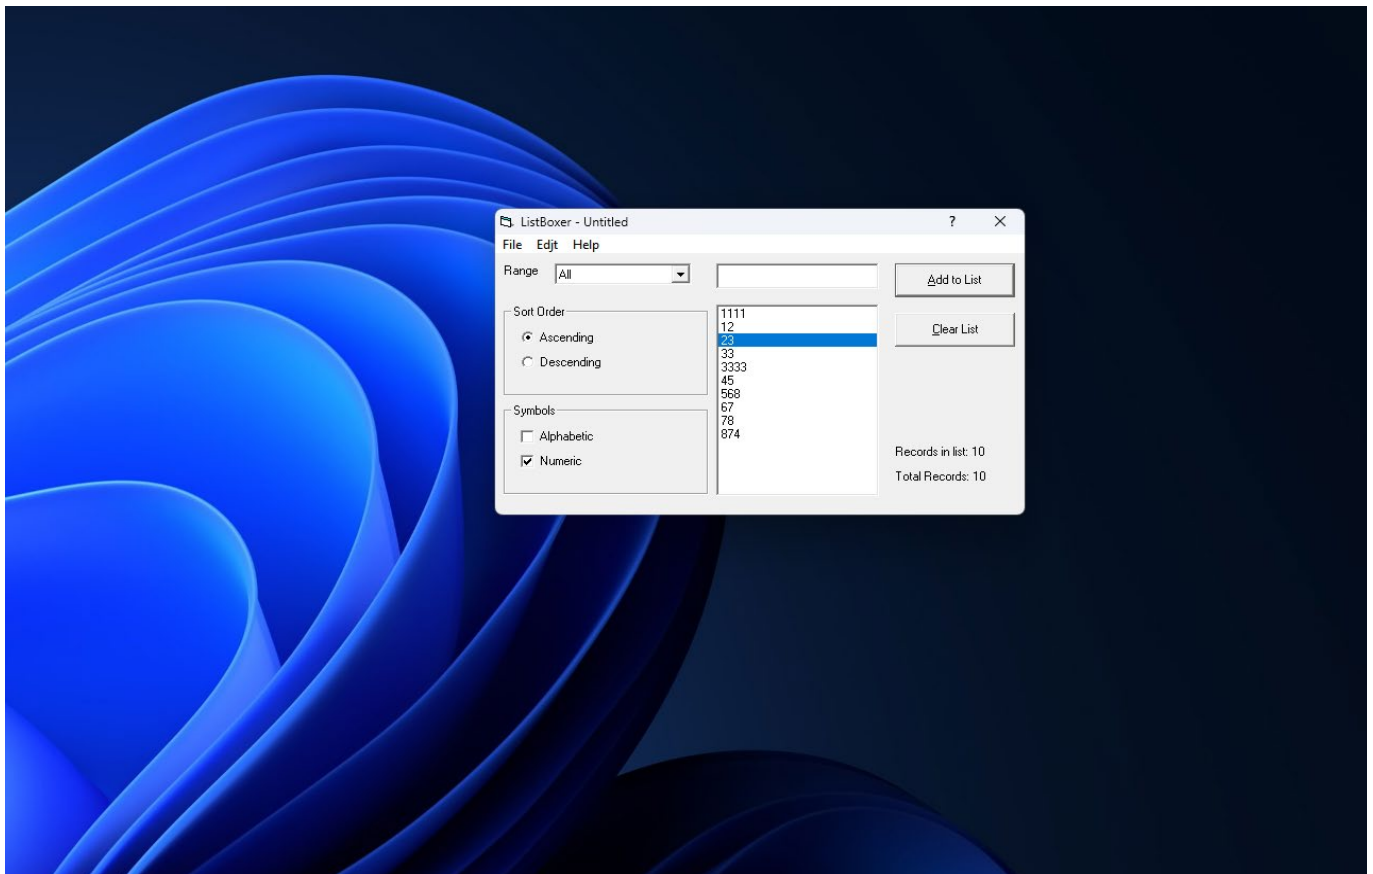 ListBoxer - Untitled
?
File Edjt Help
Range All
Add to List
Sort Order
Ascending
Descending
1111
12
23
33
3333
45
568
67
78
874
Clear List
Symbols
Alphabetic
Numeric
Records in list: 10
Total Records: 10